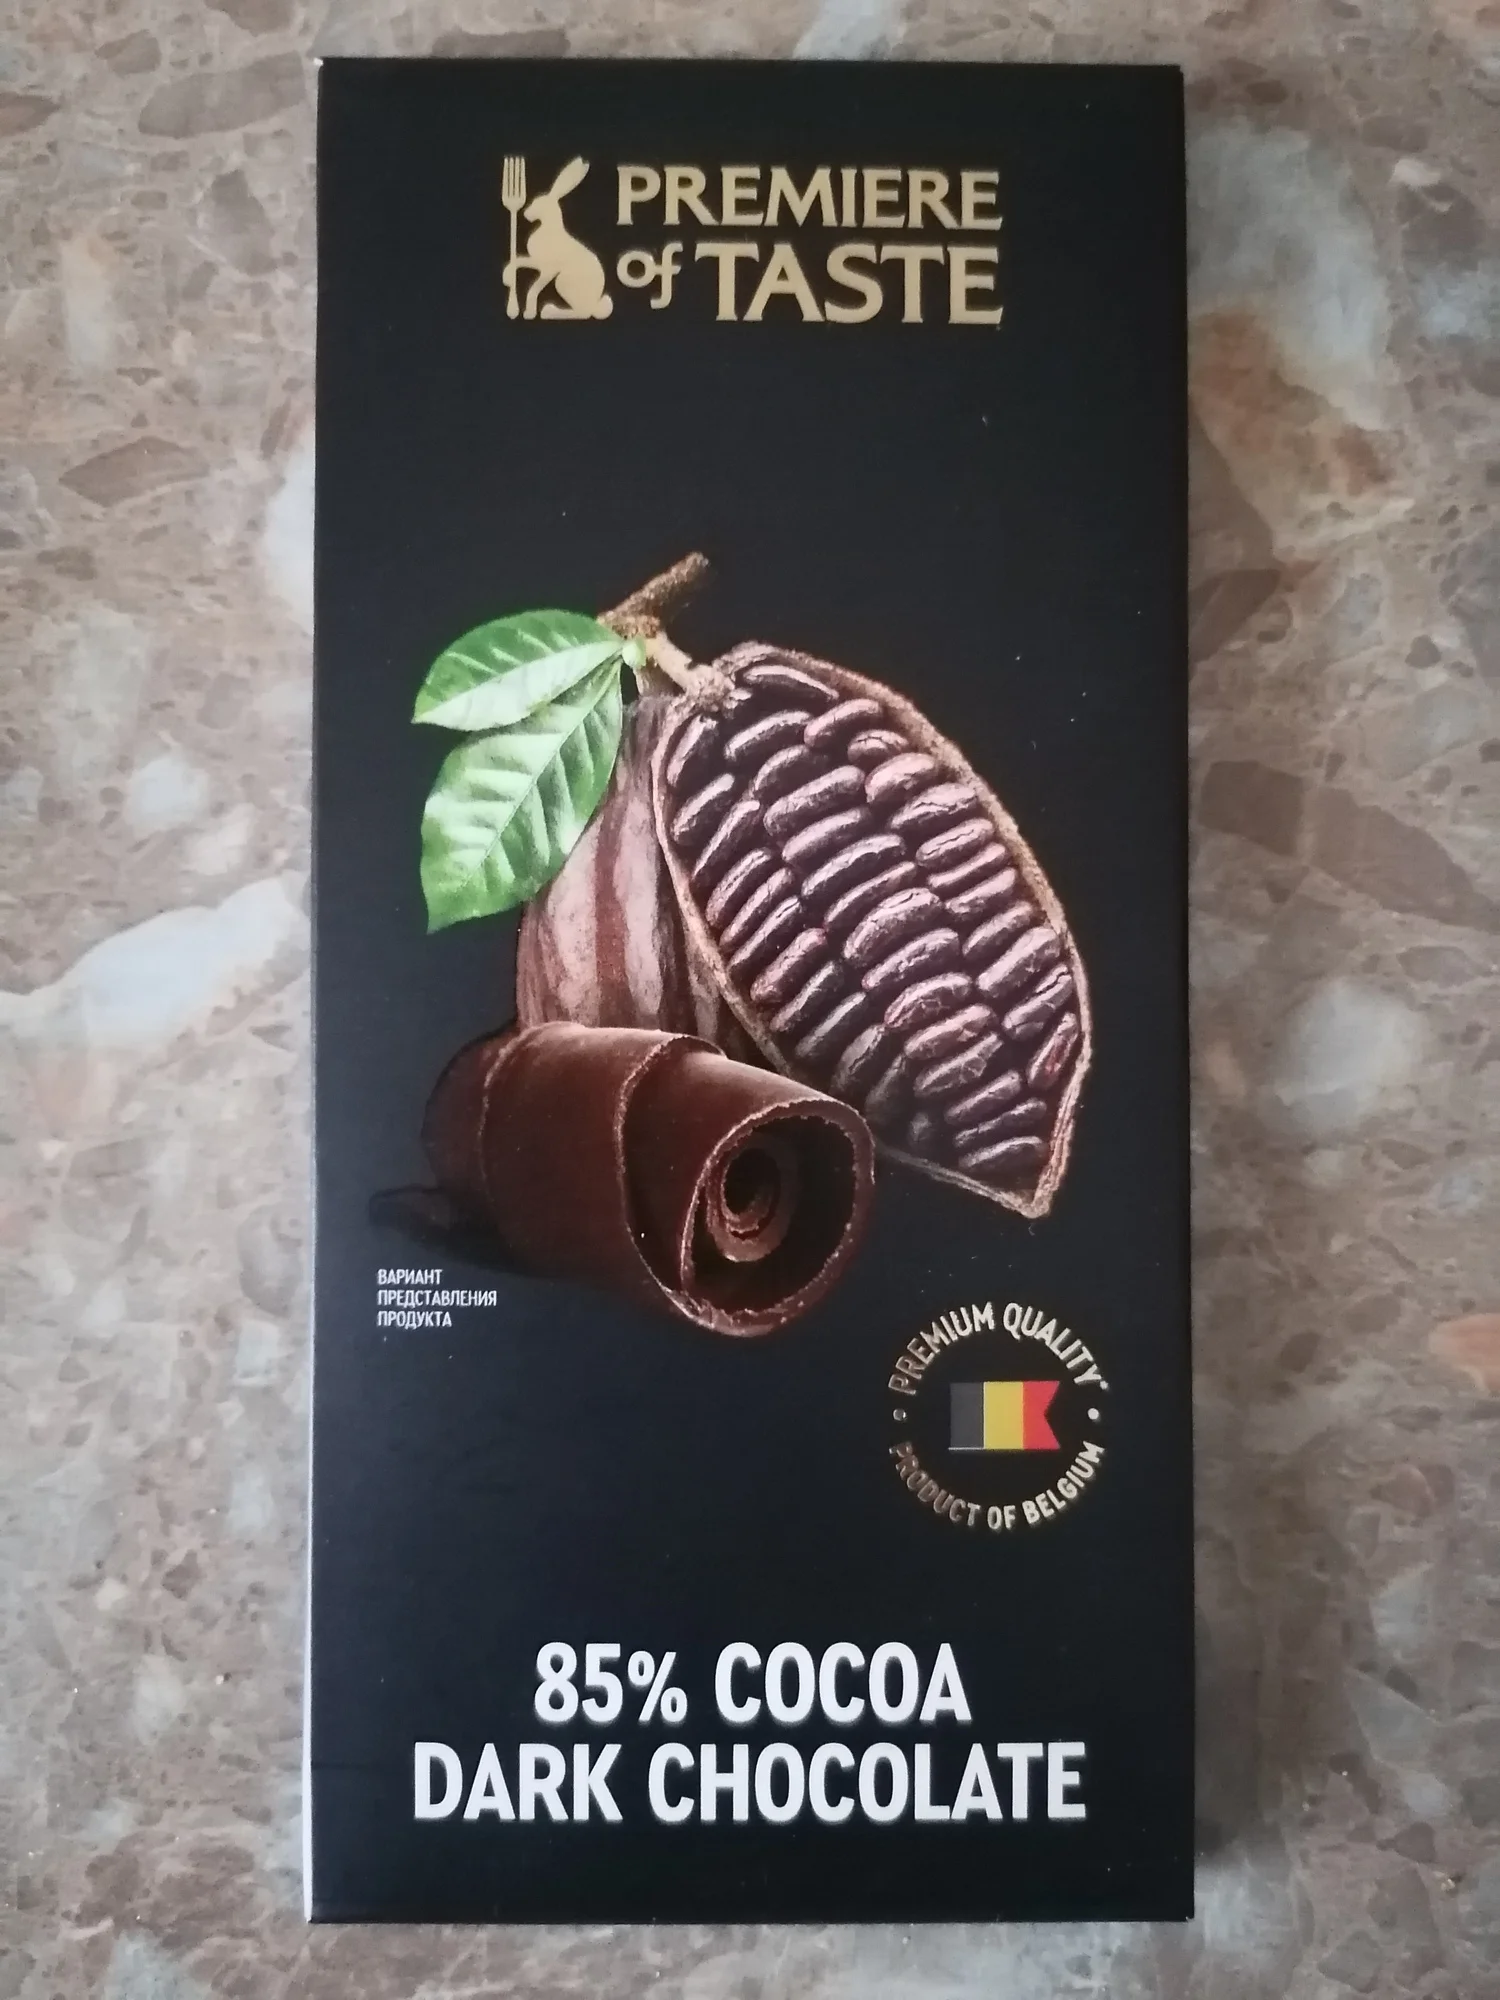 PREMIERE
of TASTE
ВАРИАНТ
ПРЕДСТАВЛЕНИЯ
ПРОДУКТА
PREMIUM QUALITY*
PRODUCT OF BELGIUM
85% COCOA
DARK CHOCOLATE